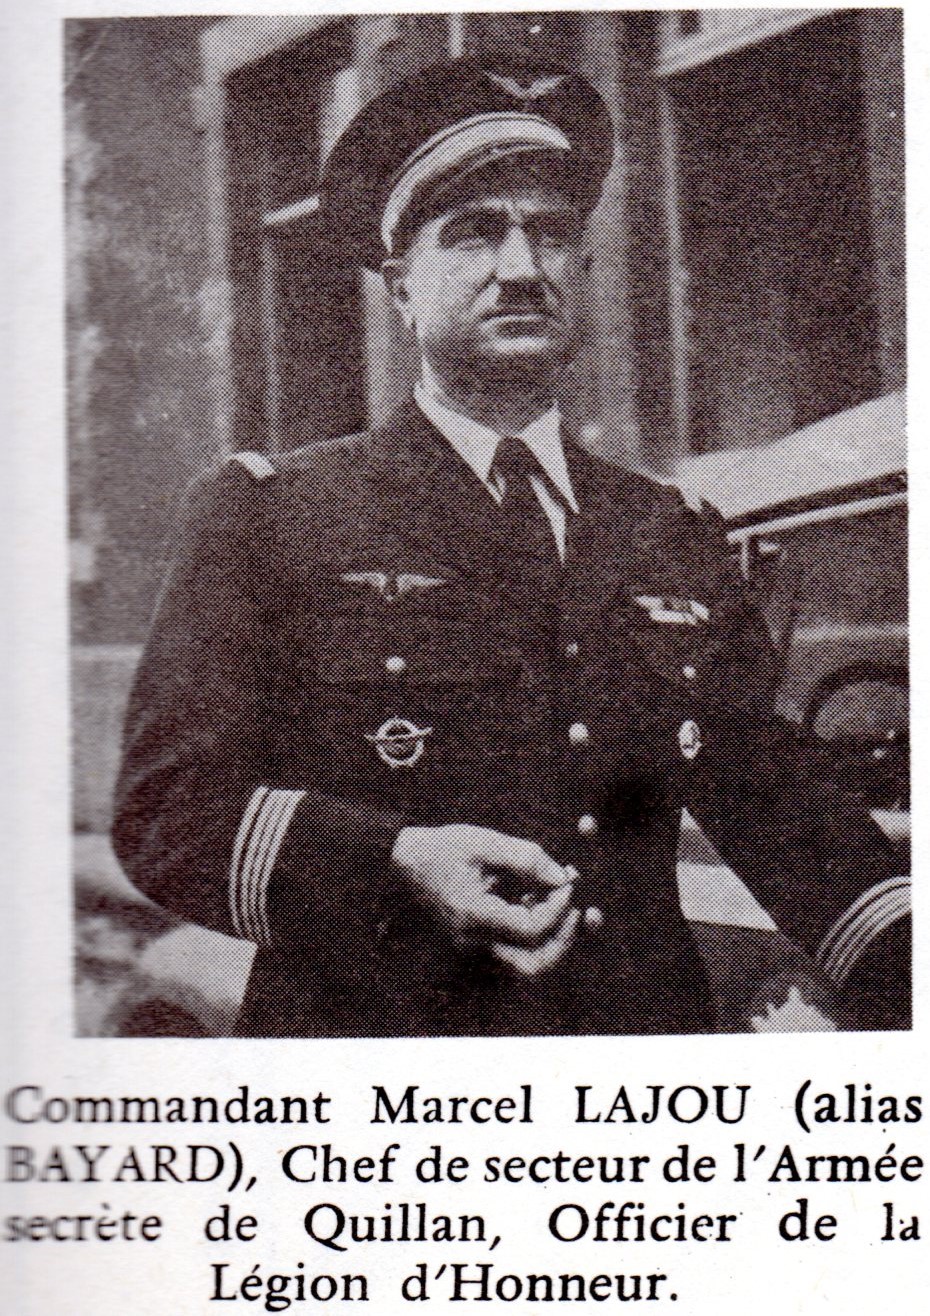 Commandant Marcel LAJOU (alias
BAYARD), Chef de secteur de l'Armée
secrète de Quillan, Officier de la
Légion d'Honneur.